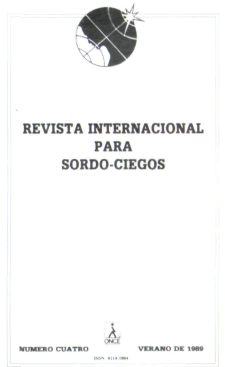 REVISTA INTERNACIONAL
PARA
SORDO-CIEGOS
ONCE
NUMERO CUATRO VERANO DE 1989